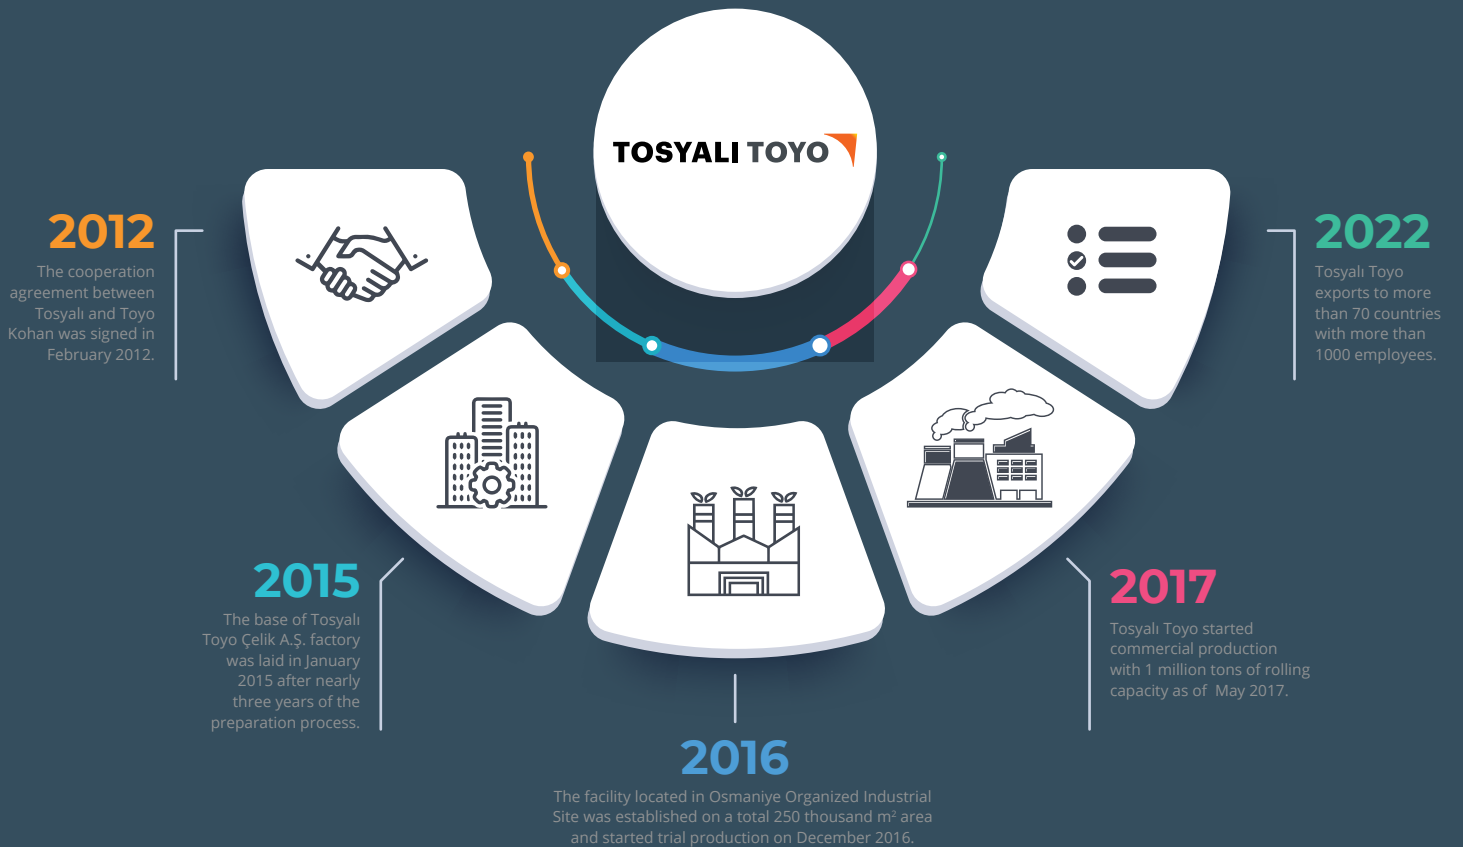 TOSYALI TOYO
2012
The cooperation
agreement between
Tosyalı and Toyo
Kohan was signed in
February 2012.
2015
The base of Tosyalı
Toyo Çelik A.Ş. factory
was laid in January
2015 after nearly
three years of the
preparation process.
2016
The facility located in Osmaniye Organized Industrial
Site was established on a total 250 thousand m² area
and started trial production on December 2016.
2017
Tosyalı Toyo started
commercial production
with 1 million tons of rolling
capacity as of May 2017.
2022
Tosyalı Toyo
exports to more
than 70 countries
with more than
1000 employees.